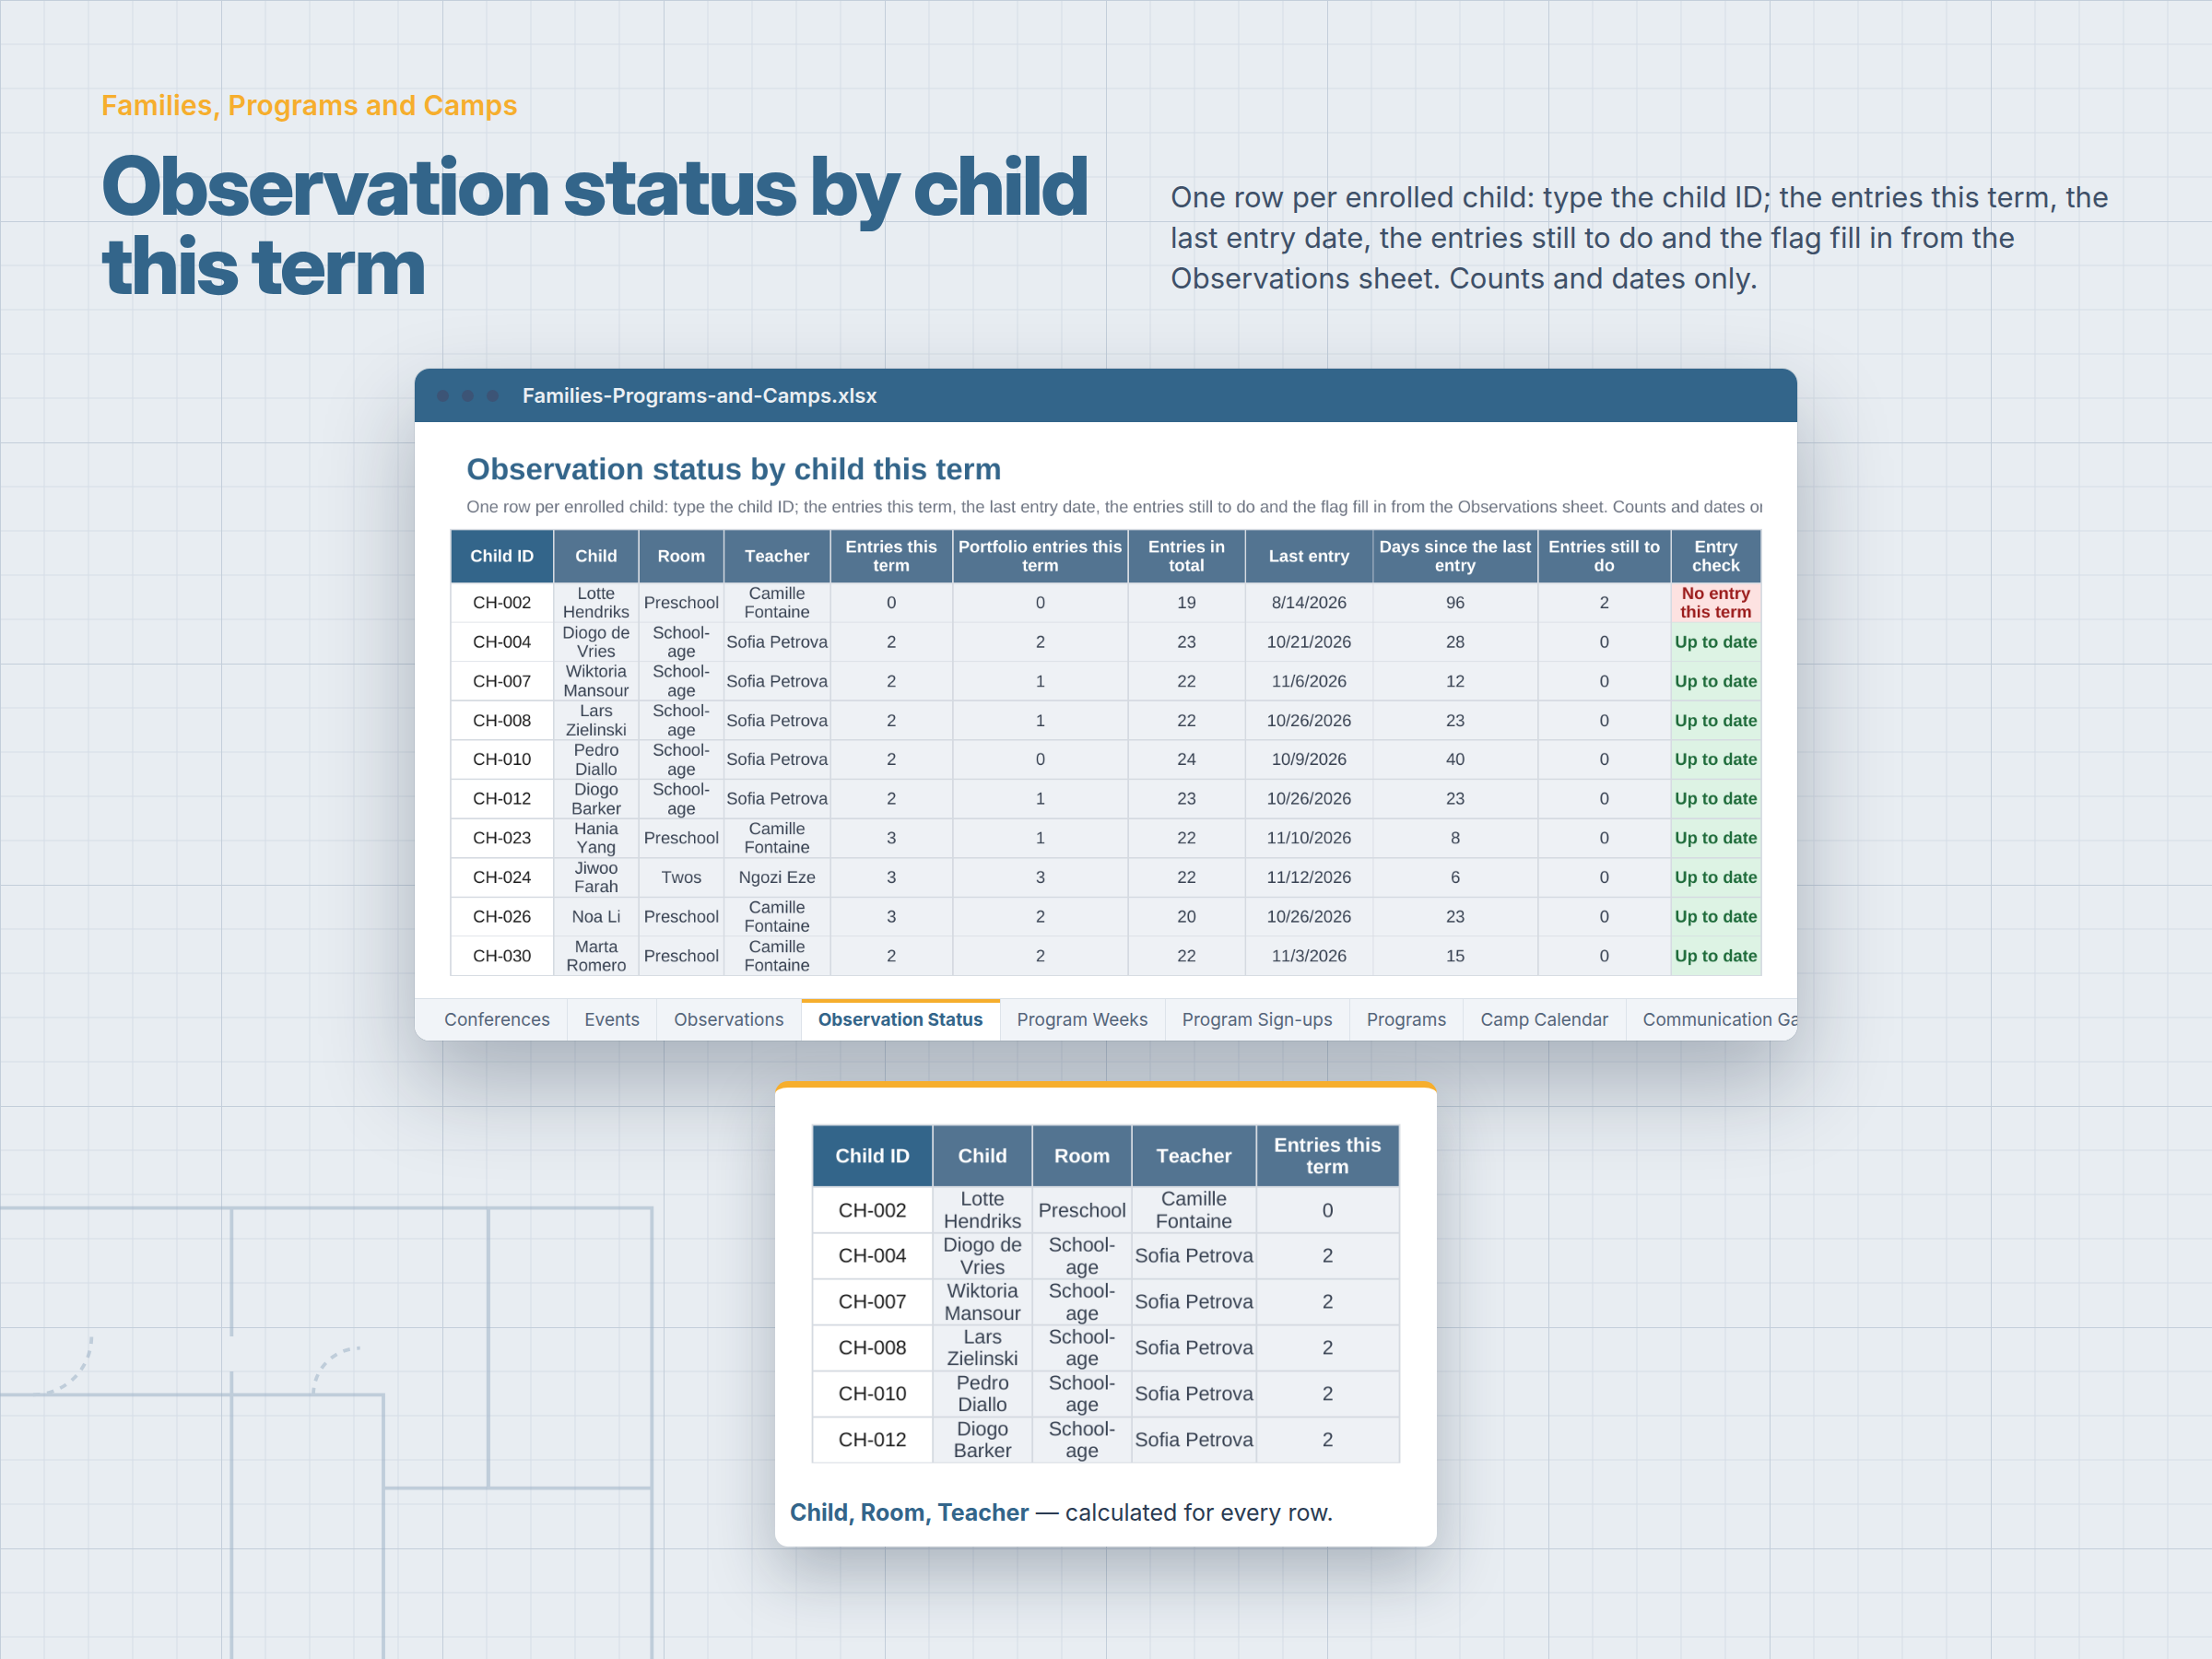 Families, Programs and Camps
Observation status by child
this term
One row per enrolled child: type the child ID; the entries this term, the
last entry date, the entries still to do and the flag fill in from the
Observations sheet. Counts and dates only.
Families-Programs-and-Camps.xlsx
Observation status by child this term
One row per enrolled child: type the child ID; the entries this term, the last entry date, the entries still to do and the flag fill in from the Observations sheet. Counts and dates
Child ID Child Room Teacher Entries this term Portfolio entries this term Entries in total Last entry Days since the last entry Entries still to do Entry check
CH-002 Lotte Hendriks Preschool Camille Fontaine 0 0 19 8/14/2026 96 2 No entry this term
CH-004 Diogo de Vries School-age Sofia Petrova 2 2 23 10/21/2026 28 0 Up to date
CH-007 Wiktoria Mansour School-age Sofia Petrova 2 1 22 11/6/2026 12 0 Up to date
CH-008 Lars Zielinski School-age Sofia Petrova 2 1 22 10/26/2026 23 0 Up to date
CH-010 Pedro Diallo School-age Sofia Petrova 2 0 24 10/9/2026 40 0 Up to date
CH-012 Diogo Barker School-age Sofia Petrova 2 1 23 10/26/2026 23 0 Up to date
CH-023 Hania Yang Preschool Camille Fontaine 3 1 22 11/10/2026 8 0 Up to date
CH-024 Jiwoo Farah Twos Ngozi Eze 3 3 22 11/12/2026 6 0 Up to date
CH-026 Noa Li Preschool Camille Fontaine 3 2 20 10/26/2026 23 0 Up to date
CH-030 Marta Romero Preschool Camille Fontaine 2 2 22 11/3/2026 15 0 Up to date
Conferences Events Observations Observation Status Program Weeks Program Sign-ups Programs Camp Calendar Communication
Child ID Child Room Teacher Entries this term
CH-002 Lotte Hendriks Preschool Camille Fontaine 0
CH-004 Diogo de Vries School-age Sofia Petrova 2
CH-007 Wiktoria Mansour School-age Sofia Petrova 2
CH-008 Lars Zielinski School-age Sofia Petrova 2
CH-010 Pedro Diallo School-age Sofia Petrova 2
CH-012 Diogo Barker School-age Sofia Petrova 2
Child, Room, Teacher — calculated for every row.